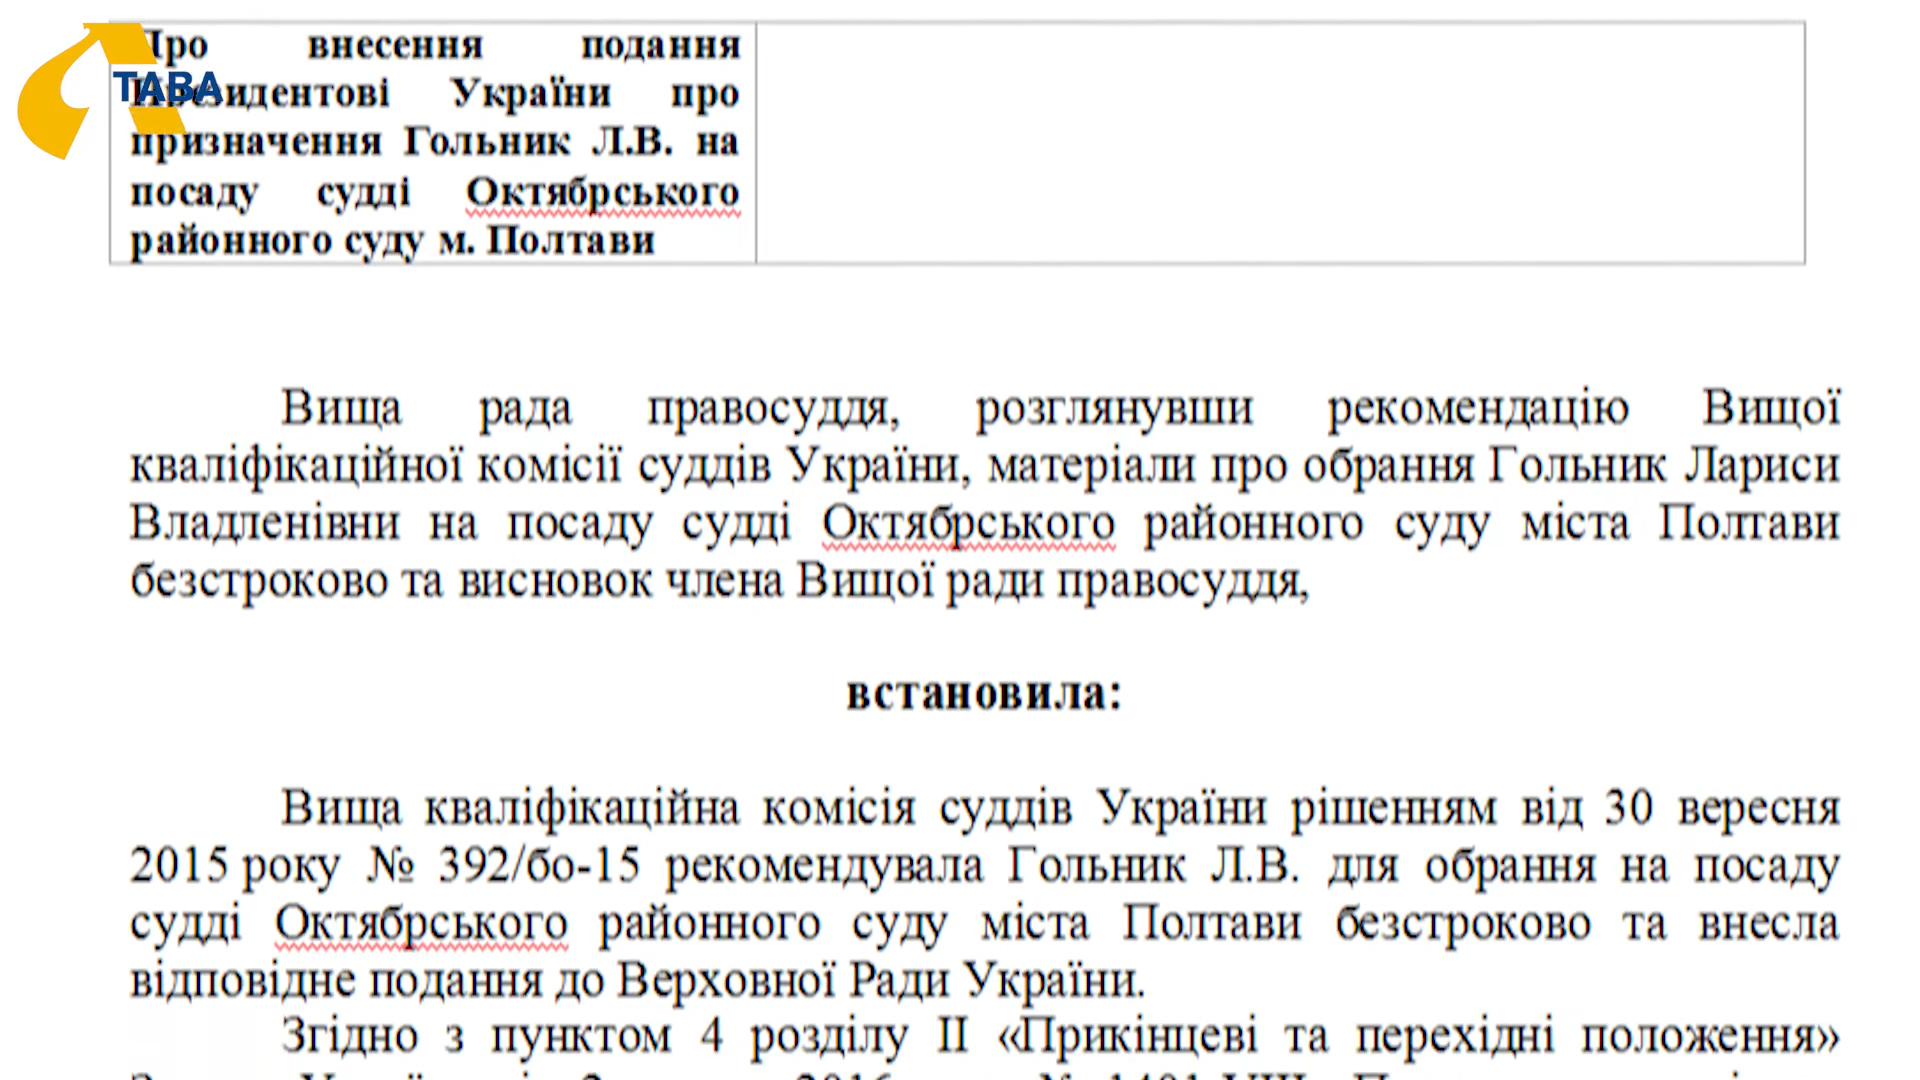 ТАВА
Про внесення подання
Президентові України про
призначення Гольник Л.В. на
посаду судді Октябрського
районного суду м. Полтави
Вища рада правосуддя, розглянувши рекомендацію Вищої
кваліфікаційної комісії суддів України, матеріали про обрання Гольник Лариси
Владленівни на посаду судді Октябрського районного суду міста Полтави
безстроково та висновок члена Вищої ради правосуддя,
встановила:
Вища кваліфікаційна комісія суддів України рішенням від 30 вересня
2015 року № 392/бо-15 рекомендувала Гольник Л.В. для обрання на посаду
судді Октябрського районного суду міста Полтави безстроково та внесла
відповідне подання до Верховної Ради України.
Згідно з пунктом 4 розділу II «Прикінцеві та перехідні положення»